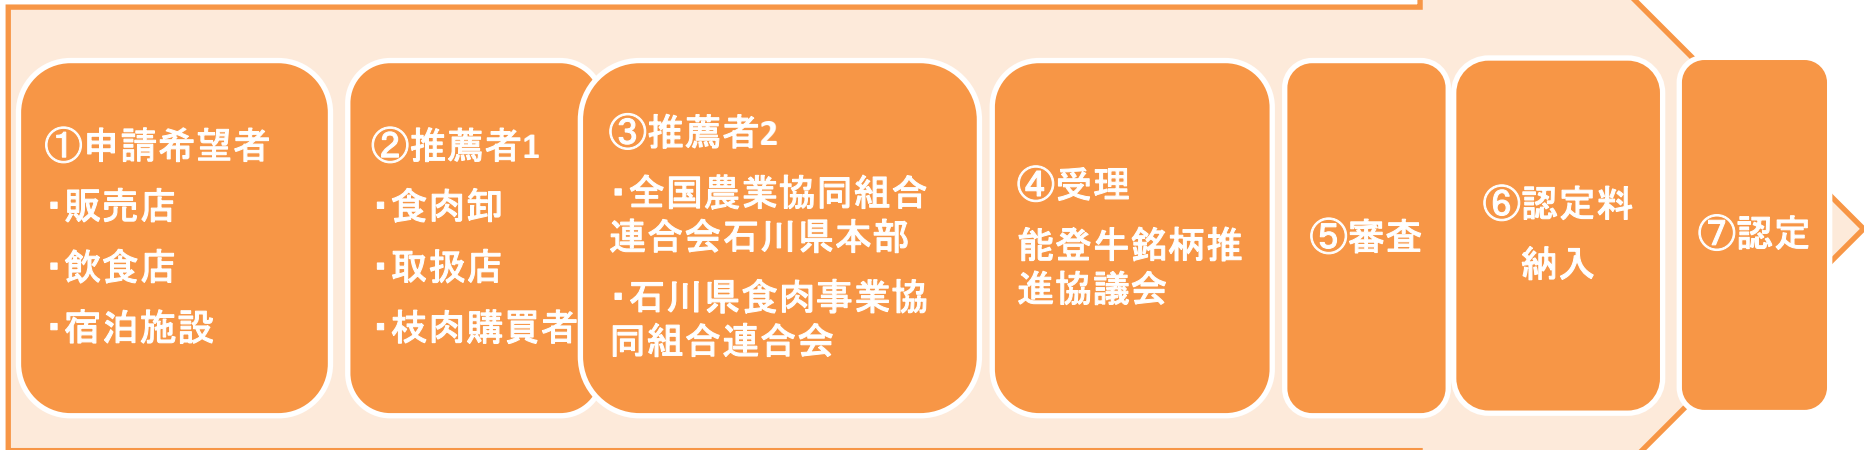 ①申請希望者
・販売店
・飲食店
・宿泊施設
②推薦者1
・食肉卸
・取扱店
・枝肉購買者
③推薦者2
・全国農業協同組合
連合会石川県本部
・石川県食肉事業協
同組合連合会
④受理
能登牛銘柄推
進協議会
⑤審査
⑥認定料
納入
⑦認定